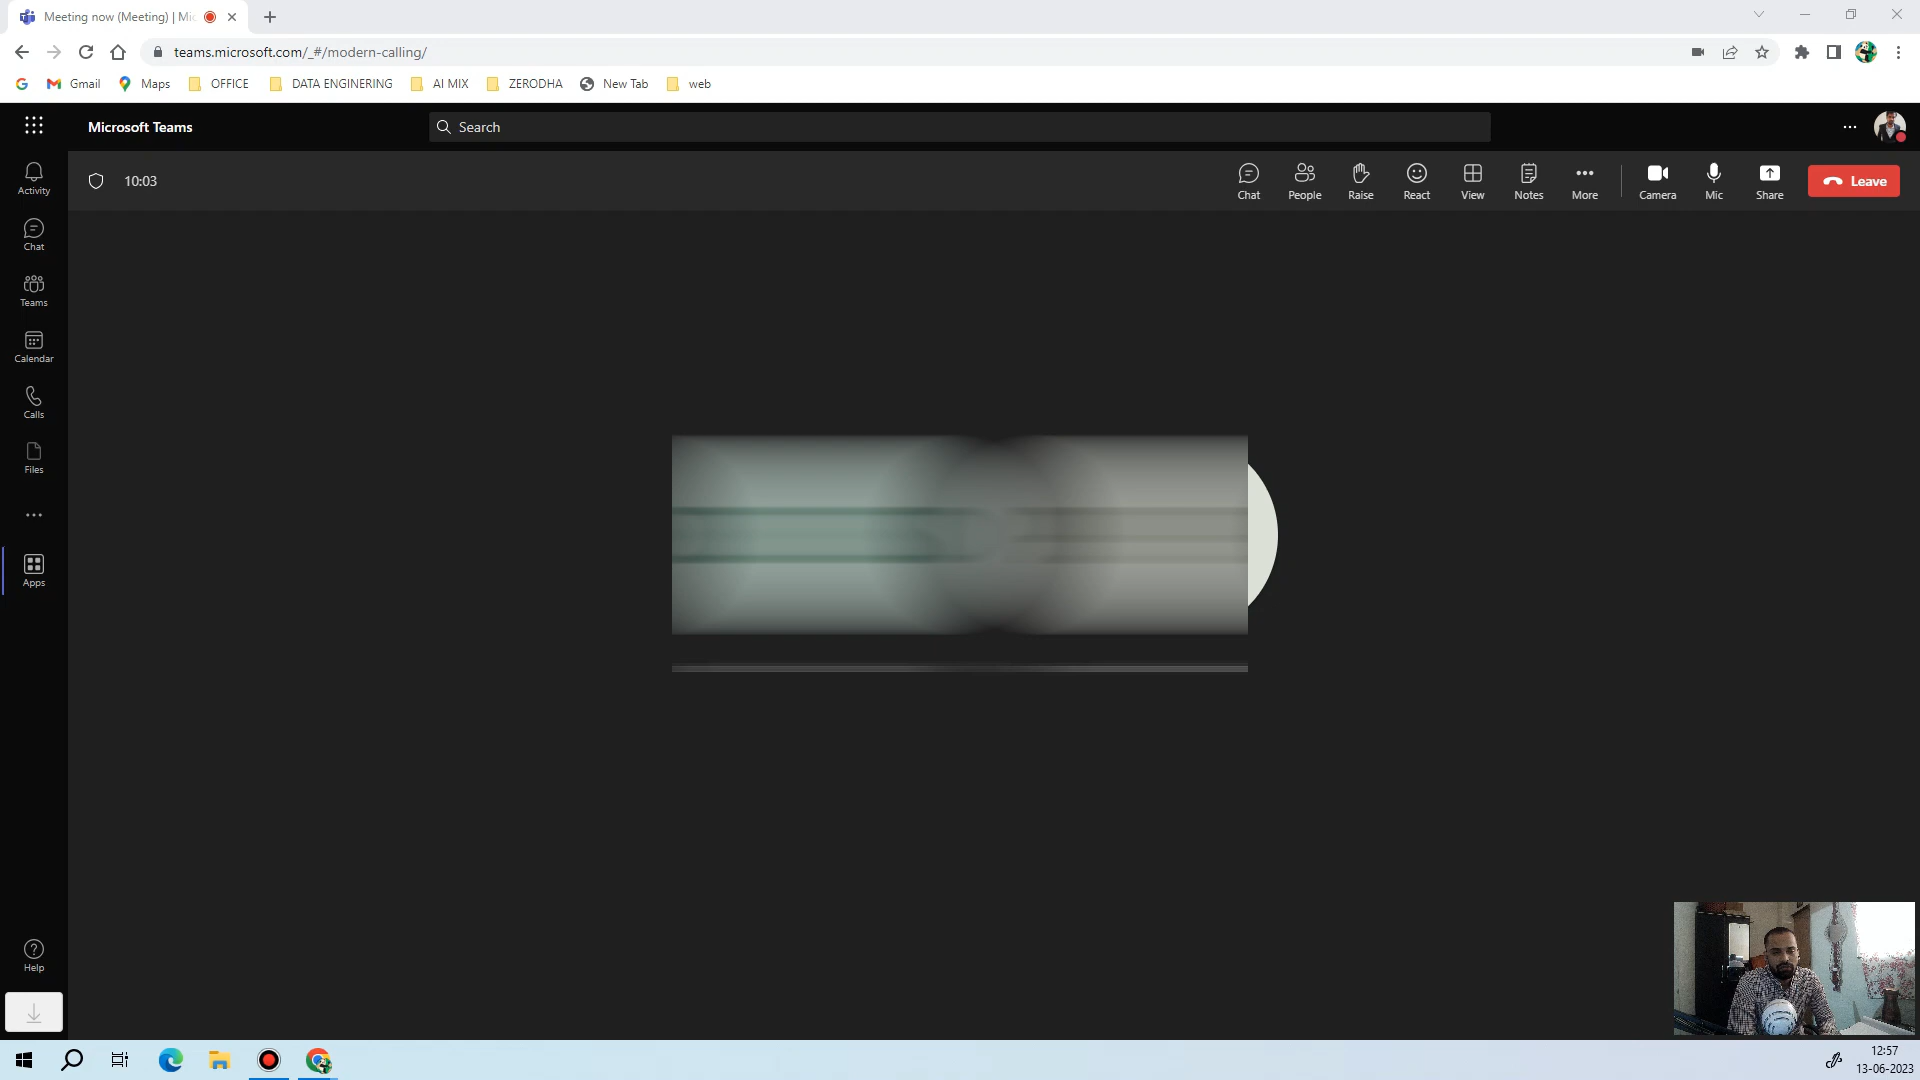 Meeting now (Meeting) | Mic
teams.microsoft.com/_#/modern-calling/
Gmail Maps OFFICE DATA ENGINERING AI MIX ZERODHA New Tab web
Microsoft Teams
Search
10:03
Chat People Raise React View Notes More Camera Mic Share Leave
Activity
Chat
Teams
Calendar
Calls
Files
Apps
Help
12:57
13-06-2023